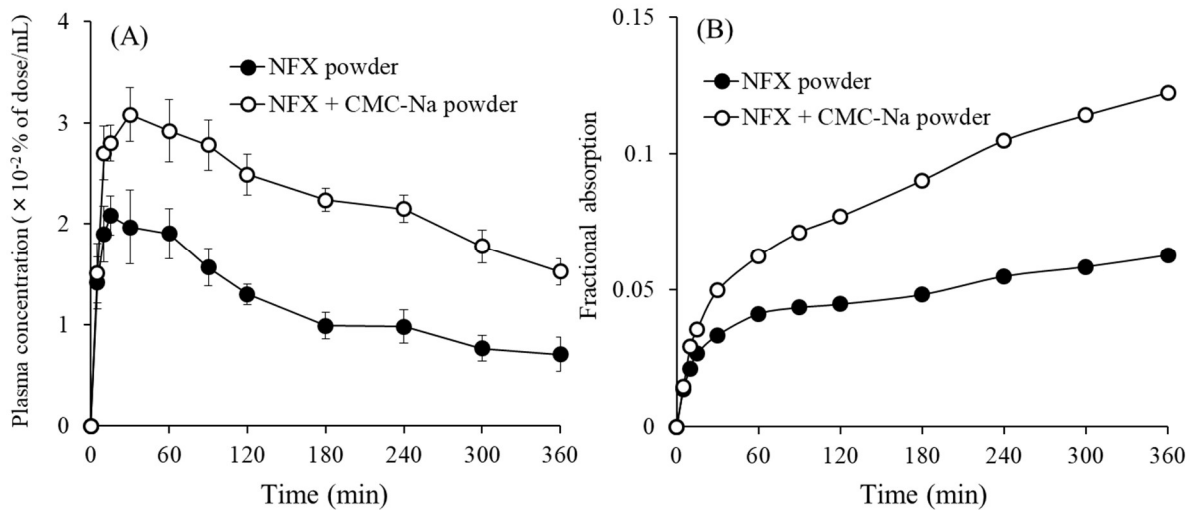 (A)
NFX powder
NFX + CMC-Na powder
Plasma concentration ( × 10⁻² % of dose/mL)
4
3
2
1
0
0 60 120 180 240 300 360
Time (min)
(B)
NFX powder
NFX + CMC-Na powder
Fractional absorption
0.15
0.1
0.05
0
0 60 120 180 240 300 360
Time (min)